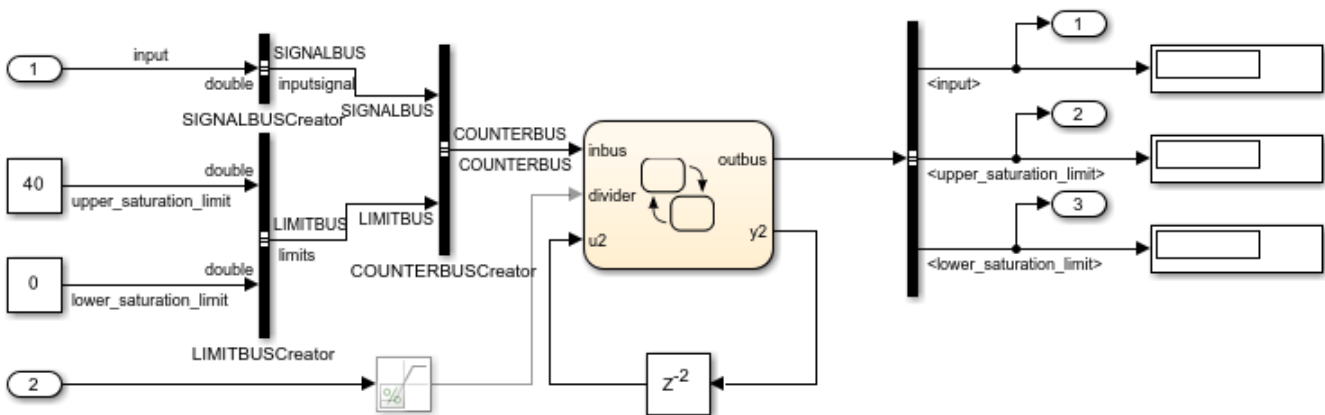 1
input
double
SIGNALBUS
inputsignal
SIGNALBUSCreator
SIGNALBUS
40
double
upper_saturation_limit
0
double
lower_saturation_limit
LIMITBUS
limits
LIMITBUSCreator
LIMITBUS
COUNTERBUS
COUNTERBUS
COUNTERBUSCreator
2
%
inbus
divider
u2
outbus
y2
Z-2
1
<input>
2
<upper_saturation_limit>
3
<lower_saturation_limit>